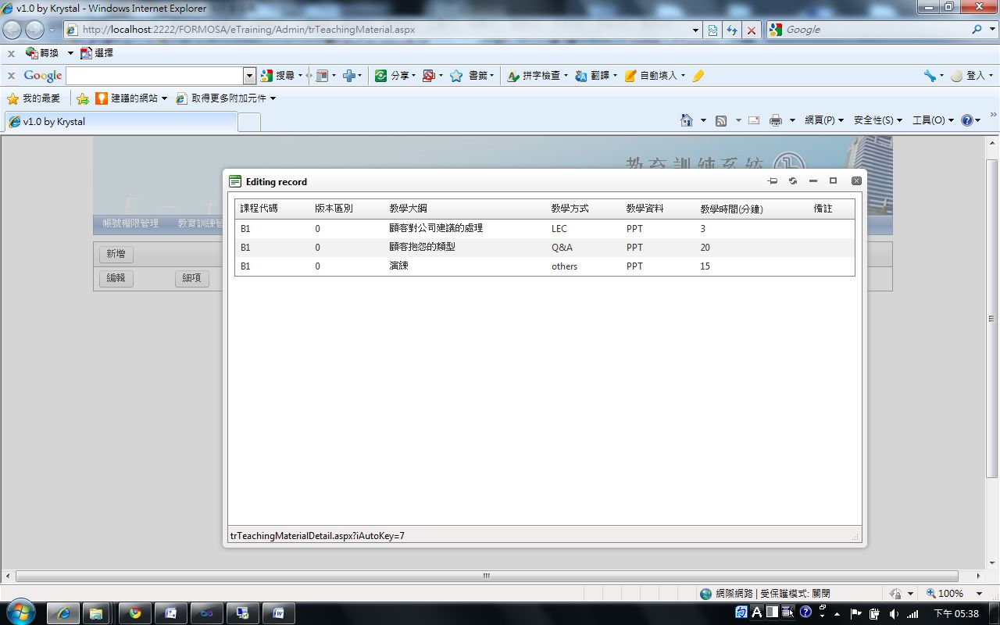 v1.0 by Krystal - Windows Internet Explorer
http://localhost:2222/FORMOSA/eTraining/Admin/trTeachingMaterial.aspx
Google
x 轉換 選擇
x Google 搜尋 分享 書籤 拼字檢查 翻譯 自動填入 登入
我的最愛 建議的網站 取得更多附加元件
v1.0 by Krystal
網頁(P) 安全性(S) 工具(O)
教育訓練系統
E - t
帳號權限管理 教育訓練
新增
編輯 細項
Editing record
課程代碼 版本區別 教學大綱 教學方式 教學資料 教學時間(分鐘) 備註
B1 0 顧客對公司建議的處理 LEC PPT 3
B1 0 顧客抱怨的類型 Q&A PPT 20
B1 0 演練 others PPT 15
trTeachingMaterialDetail.aspx?iAutoKey=7
網際網路 | 受保護模式: 關閉
100%
下午 05:38